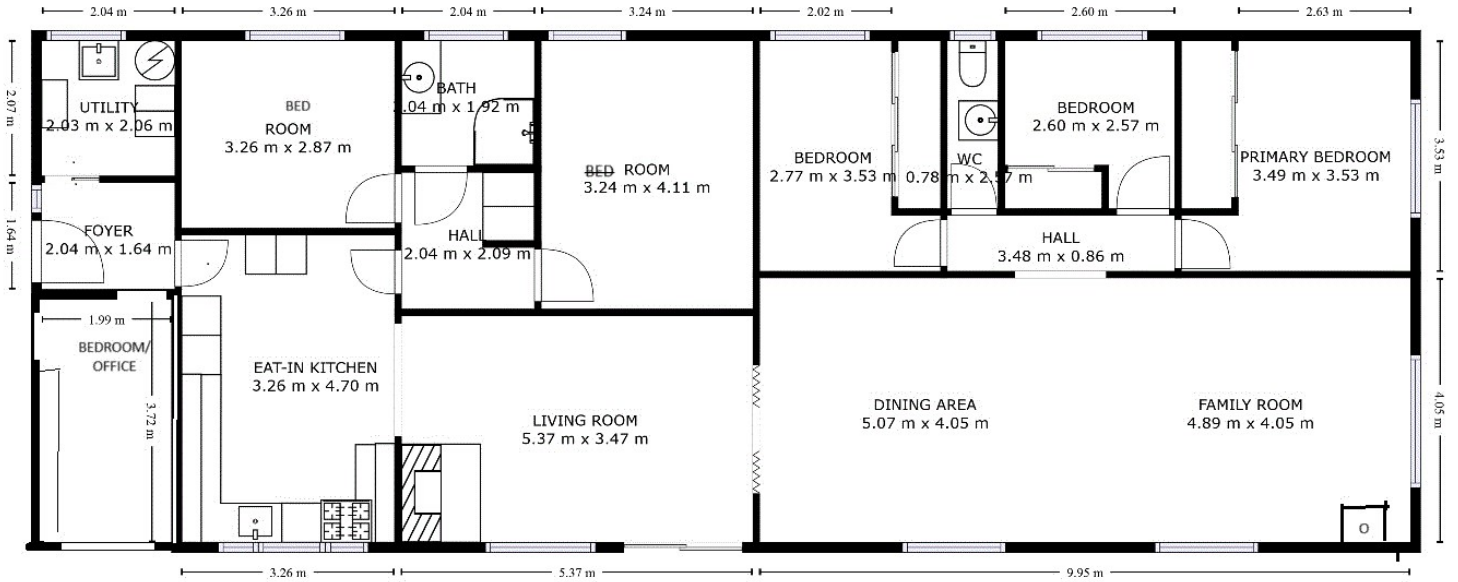 2.04 m
3.26 m
2.04 m
3.24 m
2.02 m
2.60 m
2.63 m
2.07 m
1.64 m
UTILITY
2.03 m x 2.06 m
BED
ROOM
3.26 m x 2.87 m
BATH
2.04 m x 1.92 m
BED ROOM
3.24 m x 4.11 m
BEDROOM
2.77 m x 3.53 m
WC
0.78 m x 2.57 m
BEDROOM
2.60 m x 2.57 m
PRIMARY BEDROOM
3.49 m x 3.53 m
3.53 m
FOYER
2.04 m x 1.64 m
HALL
2.04 m x 2.09 m
HALL
3.48 m x 0.86 m
1.99 m
BEDROOM/
OFFICE
3.72 m
EAT-IN KITCHEN
3.26 m x 4.70 m
LIVING ROOM
5.37 m x 3.47 m
DINING AREA
5.07 m x 4.05 m
FAMILY ROOM
4.89 m x 4.05 m
4.05 m
O
3.26 m
5.37 m
9.95 m